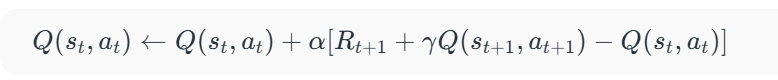 Q(s_t, a_t) ← Q(s_t, a_t) + α[R_{t+1} + γQ(s_{t+1}, a_{t+1}) − Q(s_t, a_t)]